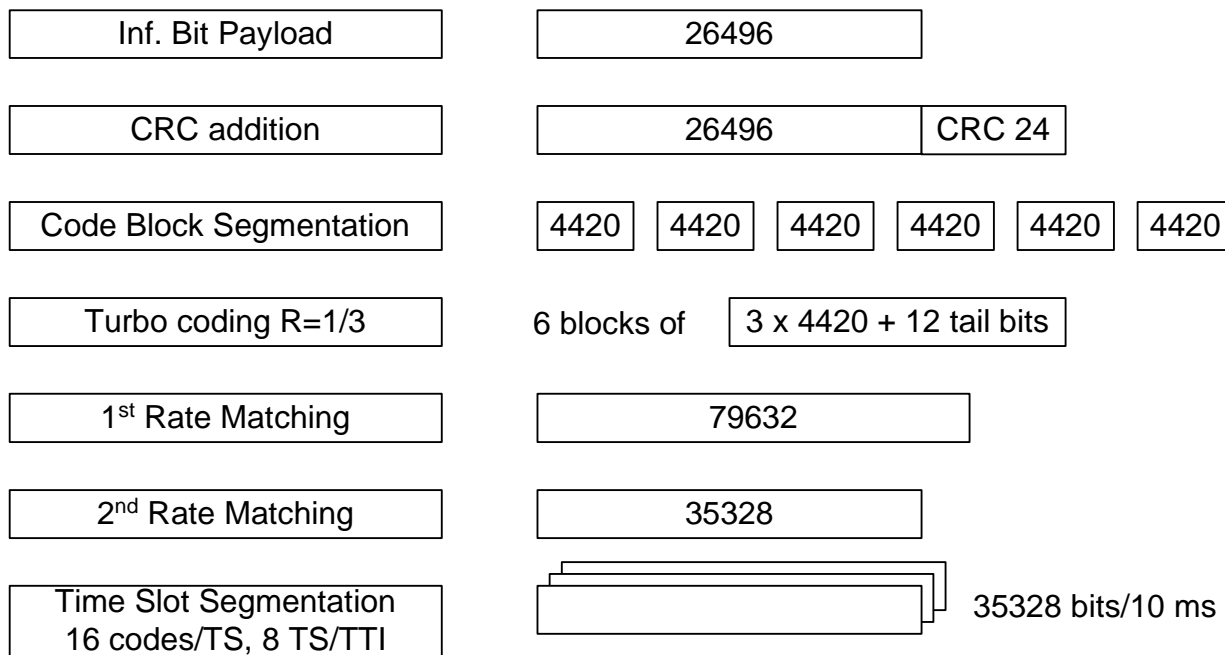 Inf. Bit Payload 26496
CRC addition 26496 CRC 24
Code Block Segmentation 4420 4420 4420 4420 4420 4420
Turbo coding R=1/3 6 blocks of 3 x 4420 + 12 tail bits
1st Rate Matching 79632
2nd Rate Matching 35328
Time Slot Segmentation
16 codes/TS, 8 TS/TTI
35328 bits/10 ms